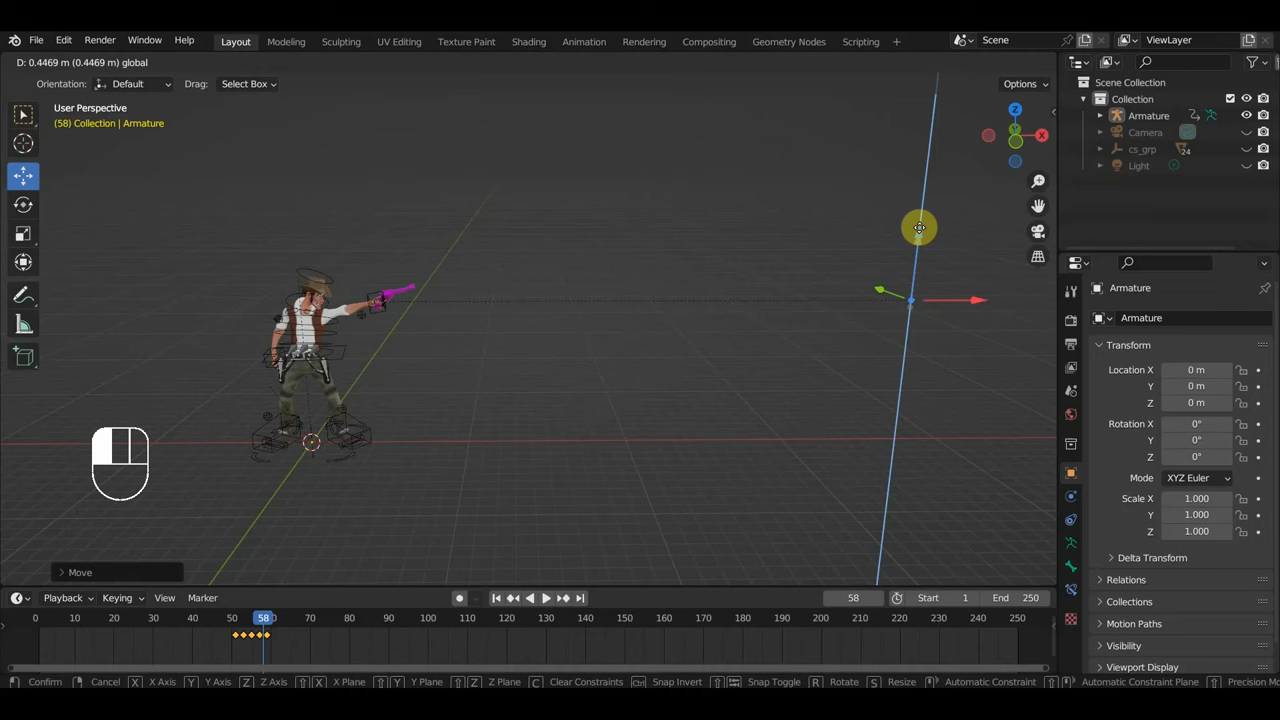 File Edit Render Window Help Layout Modeling Sculpting UV Editing Texture Paint Shading Animation Rendering Compositing Geometry Nodes Scripting + Scene ViewLayer
D: 0.4469 m (0.4469 m) global
Orientation: Default Drag: Select Box Options
User Perspective
(58) Collection | Armature
Z
Y
X
Scene Collection
Collection
Armature
Camera
cs_grp 24
Light
Armature
Armature
Transform
Location X 0 m
Y 0 m
Z 0 m
Rotation X 0°
Y 0°
Z 0°
Mode XYZ Euler
Scale X 1.000
Y 1.000
Z 1.000
Delta Transform
Relations
Collections
Motion Paths
Visibility
Viewport Display
Move
Playback Keying View Marker 58 Start 1 End 250
0 10 20 30 40 50 58 70 80 90 100 110 120 130 140 150 160 170 180 190 200 210 220 230 240 250
Confirm Cancel X X Axis Y Y Axis Z Z Axis X X Plane Y Y Plane Z Z Plane C Clear Constraints Snap Invert Snap Toggle R Rotate S Resize Automatic Constraint Automatic Constraint Plane Precision Mo